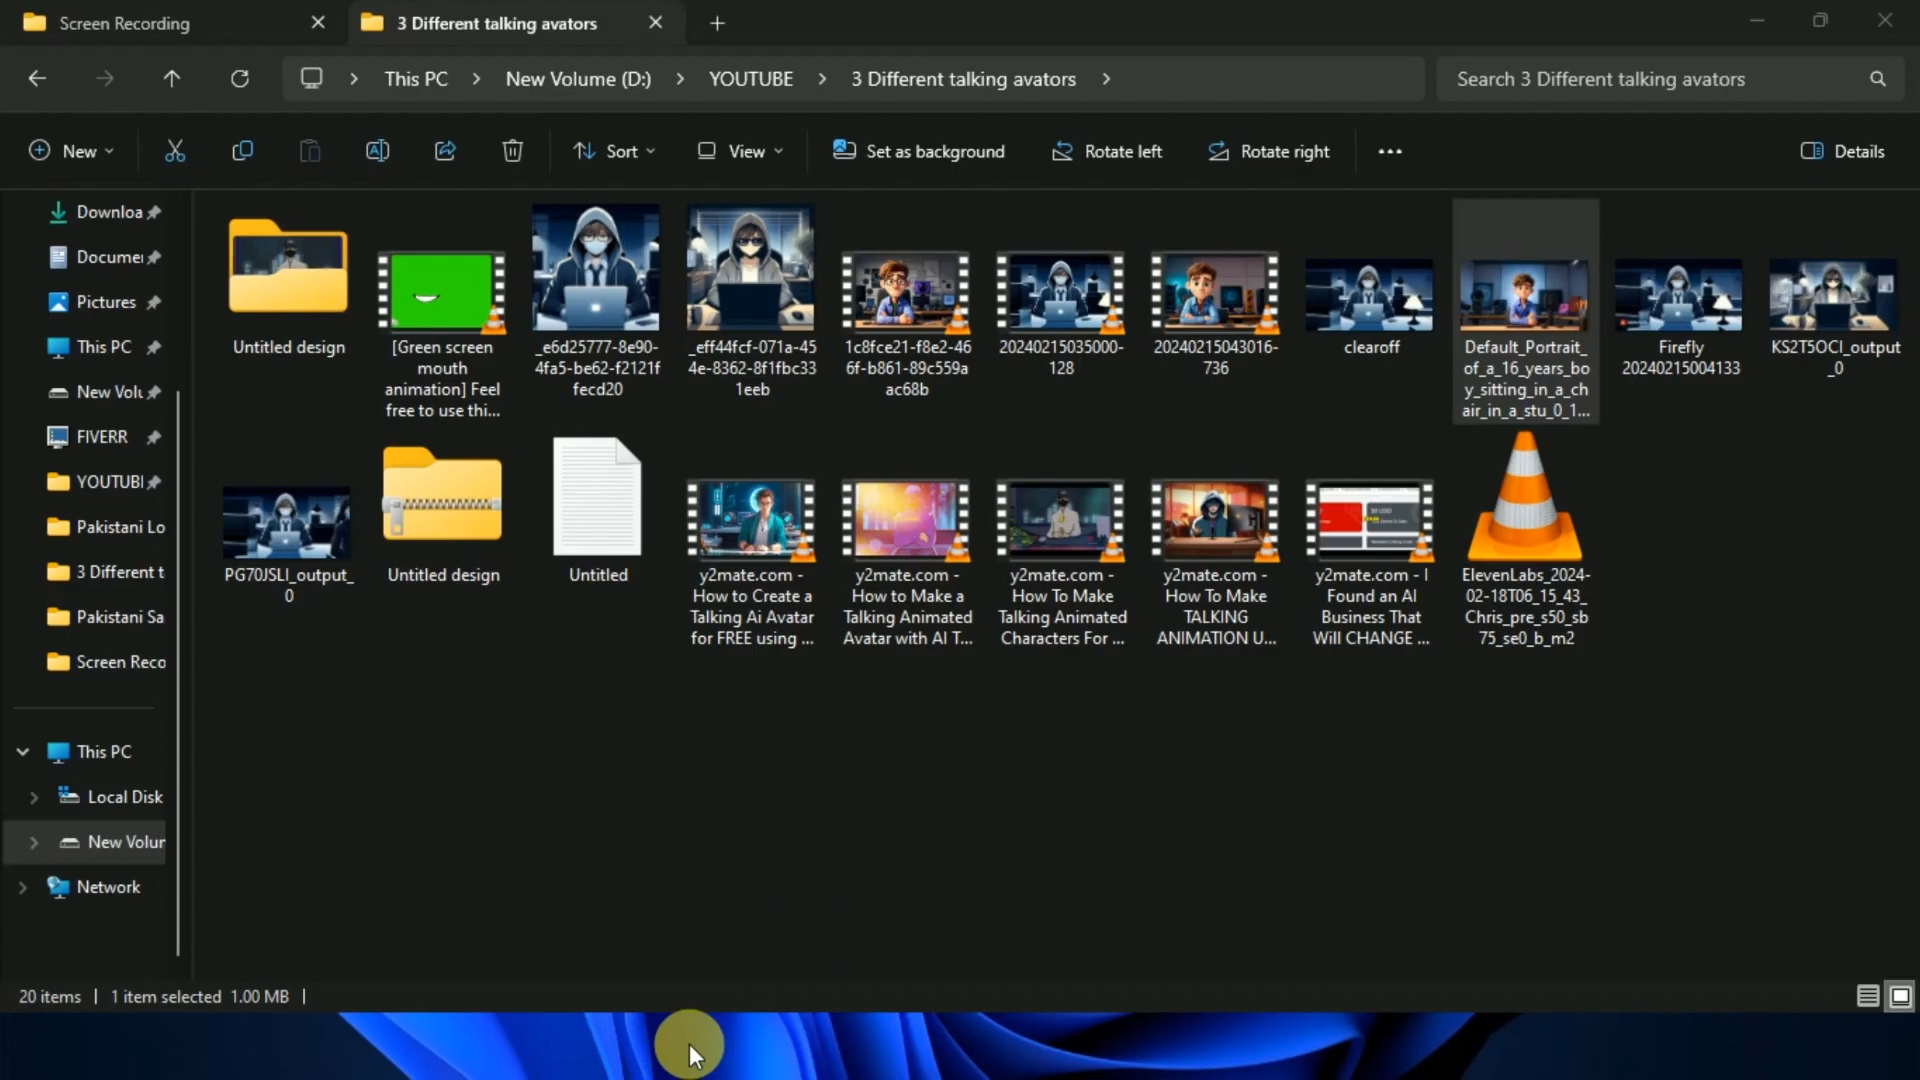 Screen Recording
3 Different talking avators
This PC
New Volume (D:)
YOUTUBE
3 Different talking avators
Search 3 Different talking avators
New
Sort
View
Set as background
Rotate left
Rotate right
Details
Downloa
Documer
Pictures
This PC
New Volu
FIVERR
YOUTUBE
Pakistani Lo
3 Different t
Pakistani Sa
Screen Reco
This PC
Local Disk
New Volur
Network
Untitled design
[Green screen
mouth
animation] Feel
free to use thi...
_e6d25777-8e90-
4fa5-be62-f2121f
fecd20
_eff44fcf-071a-45
4e-8362-8f1fbc33
1eeb
1c8fce21-f8e2-46
6f-b861-89c559a
ac68b
20240215035000-
128
20240215043016-
736
clearoff
Default_Portrait_
of_a_16_years_bo
y_sitting_in_a_ch
air_in_a_stu_0_1...
Firefly
20240215004133
KS2T5OCI_output
_0
PG70JSLI_output_
0
Untitled design
Untitled
y2mate.com -
How to Create a
Talking Ai Avatar
for FREE using ...
y2mate.com -
How to Make a
Talking Animated
Avatar with AI T...
y2mate.com -
How To Make
Talking Animated
Characters For ...
y2mate.com -
How To Make
TALKING
ANIMATION U...
y2mate.com - I
Found an AI
Business That
Will CHANGE ...
ElevenLabs_2024-
02-18T06_15_43_
Chris_pre_s50_sb
75_se0_b_m2
20 items
1 item selected 1.00 MB